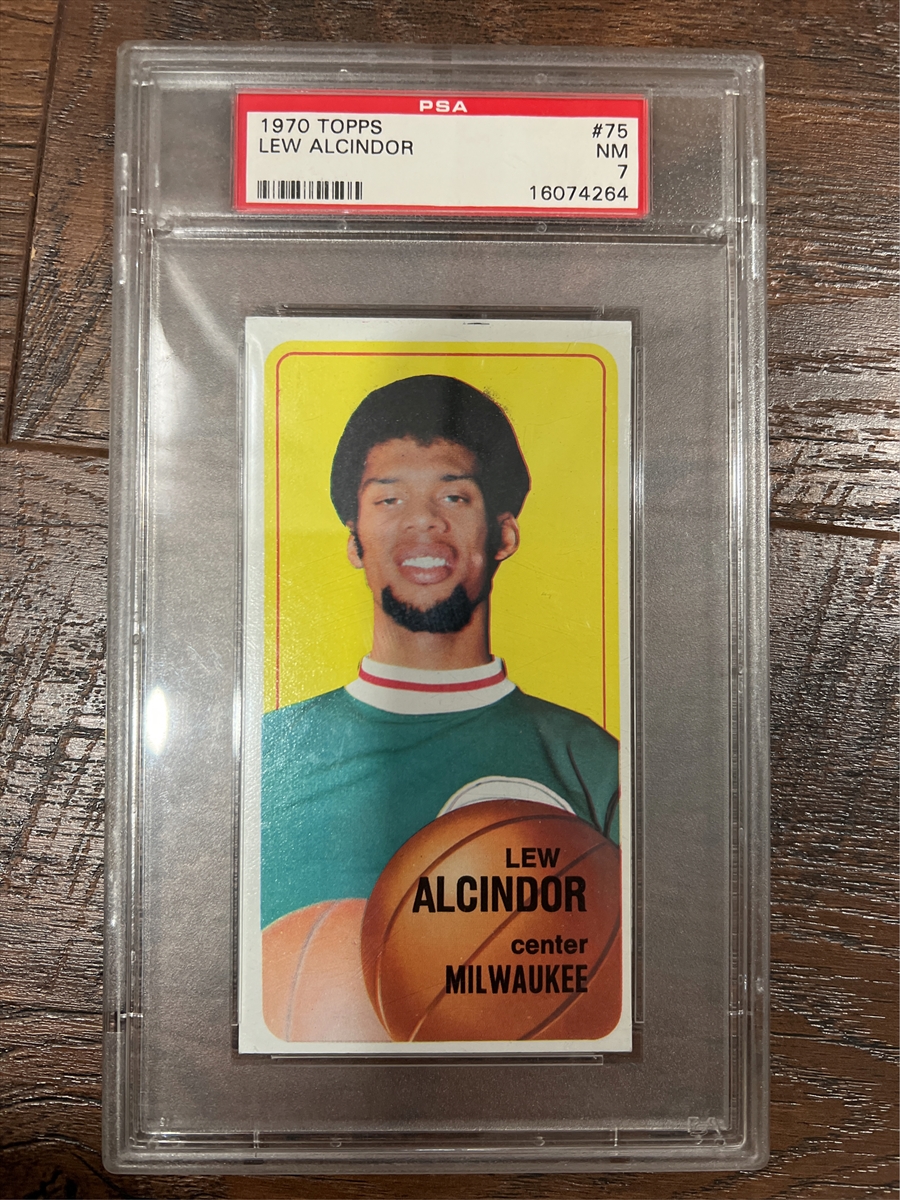 PSA
1970 TOPPS #75
LEW ALCINDOR NM
7
16074264
LEW
ALCINDOR
center
MILWAUKEE